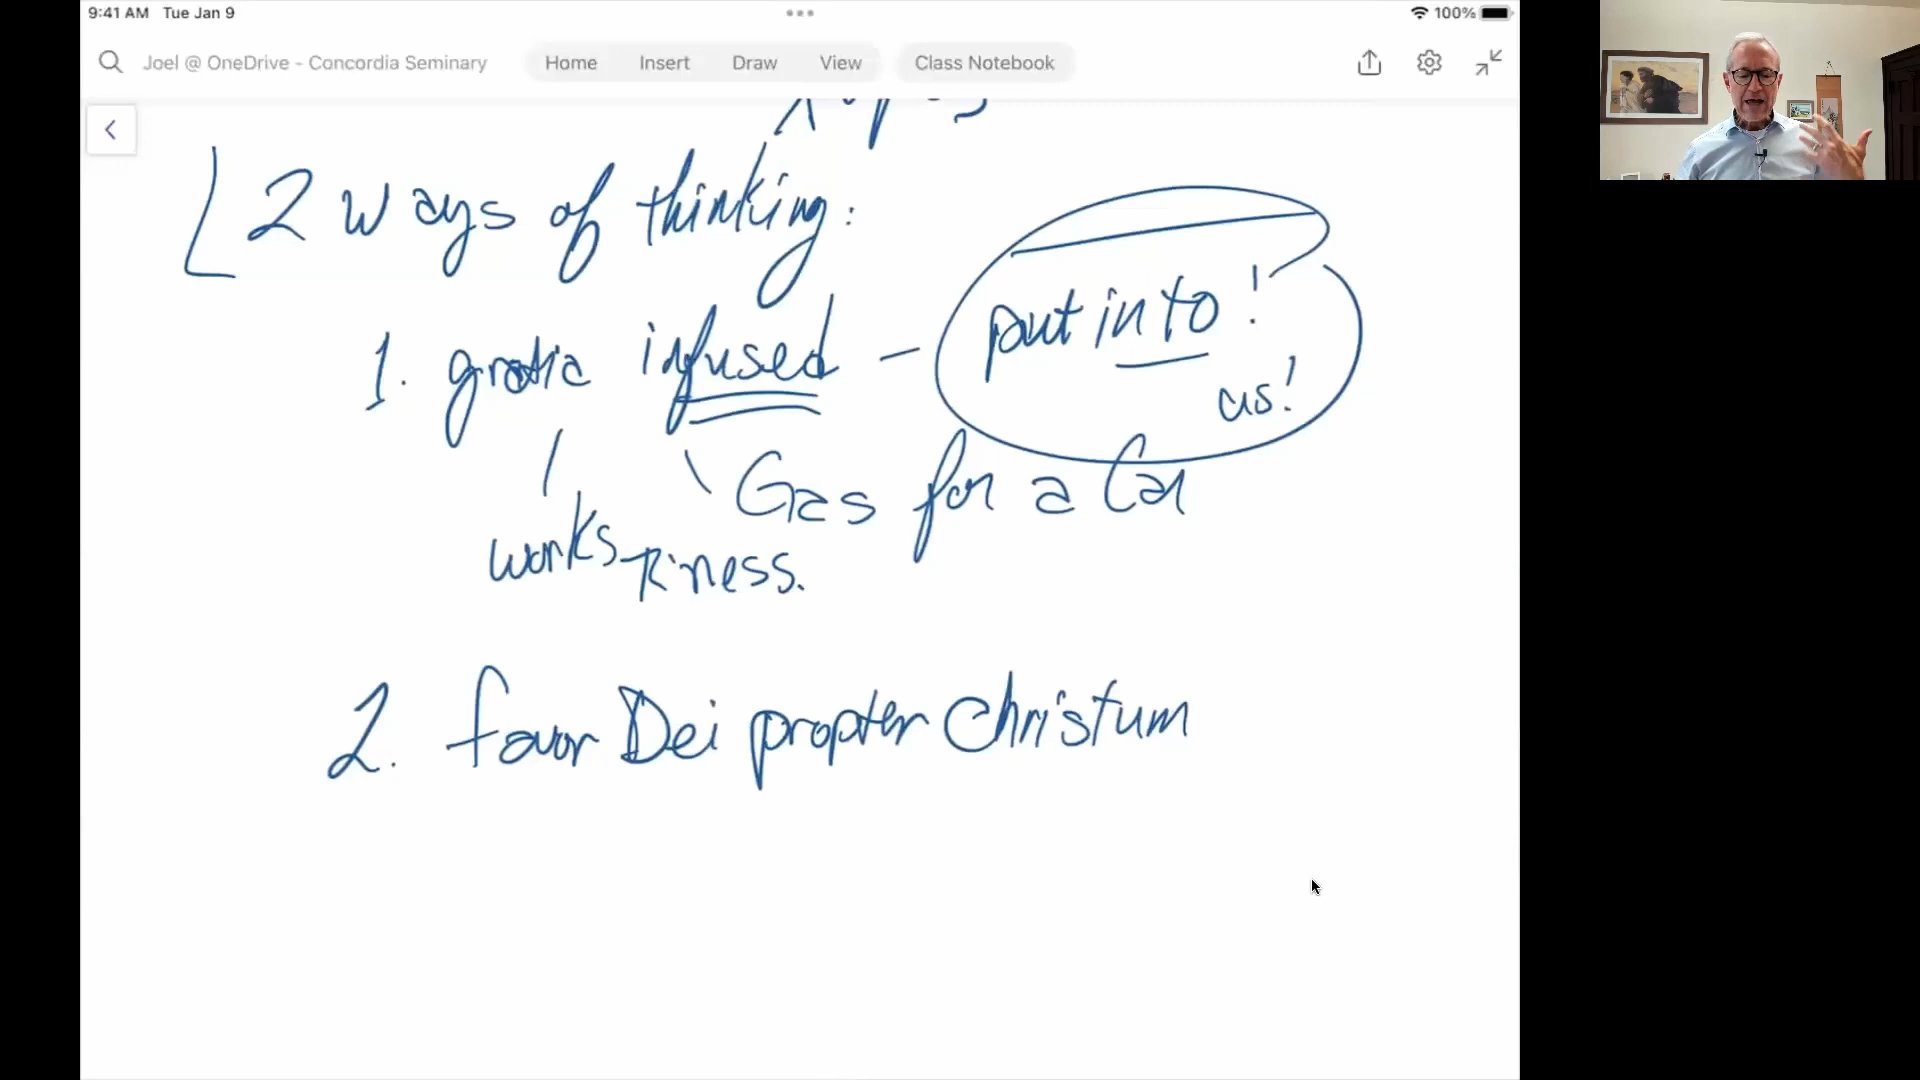 9:41 AM Tue Jan 9 100%
Joel @ OneDrive - Concordia Seminary Home Insert Draw View Class Notebook
2 ways of thinking:
1. gratia infused - put into!
us!
Gas for a Car
works R'ness.
2. favor Dei propter Christum